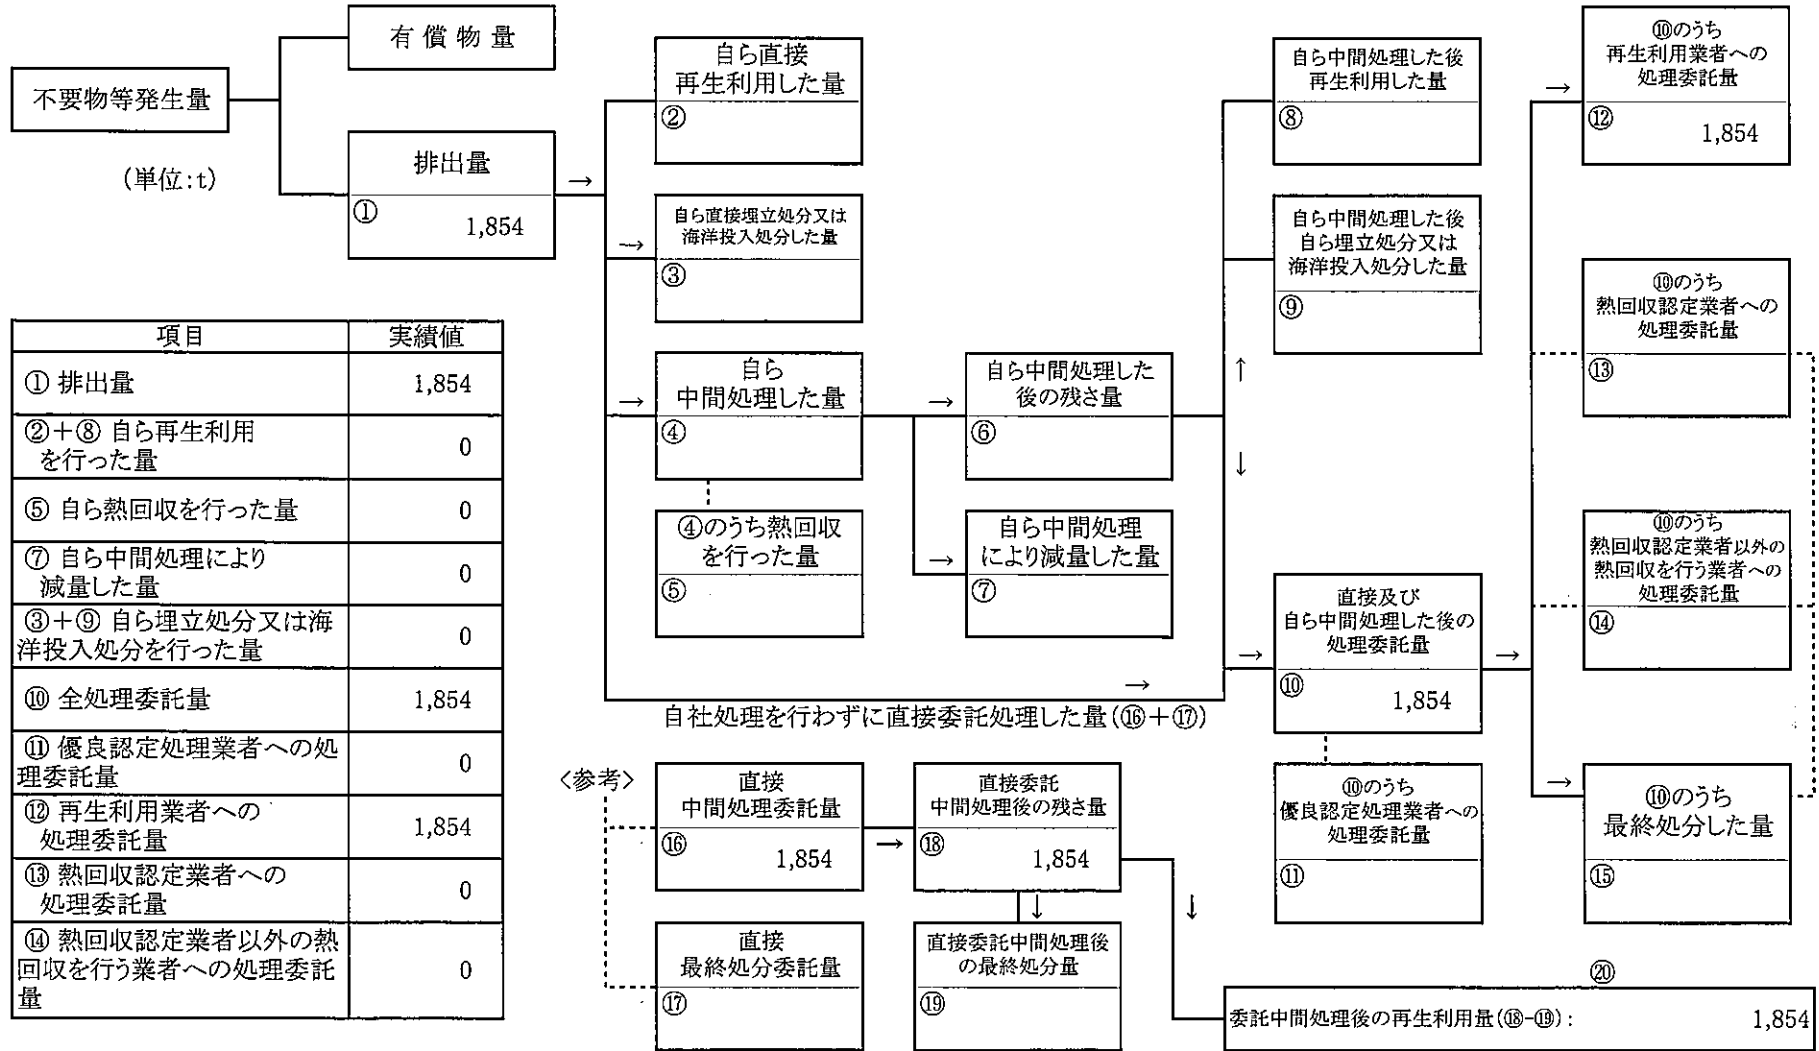 不要物等発生量
(単位:t)
有償物量
排出量
① 1,854
自ら直接
再生利用した量
②
自ら直接埋立処分又は
海洋投入処分した量
③
自ら
中間処理した量
④
④のうち熱回収
を行った量
⑤
自ら中間処理した
後の残さ量
⑥
自ら中間処理
により減量した量
⑦
自ら中間処理した後
再生利用した量
⑧
自ら中間処理した後
自ら埋立処分又は
海洋投入処分した量
⑨
直接及び
自ら中間処理した後の
処理委託量
⑩ 1,854
⑩のうち
優良認定処理業者への
処理委託量
⑪
⑩のうち
再生利用業者への
処理委託量
⑫ 1,854
⑩のうち
熱回収認定業者への
処理委託量
⑬
⑩のうち
熱回収認定業者以外の
熱回収を行う業者への
処理委託量
⑭
⑩のうち
最終処分した量
⑮
自社処理を行わずに直接委託処理した量(⑯+⑰)
<参考>
直接
中間処理委託量
⑯ 1,854
直接
最終処分委託量
⑰
直接委託
中間処理後の残さ量
⑱ 1,854
直接委託中間処理後
の最終処分量
⑲
⑳
委託中間処理後の再生利用量(⑱-⑲): 1,854
項目 実績値
① 排出量 1,854
②+⑧ 自ら再生利用
を行った量 0
⑤ 自ら熱回収を行った量 0
⑦ 自ら中間処理により
減量した量 0
③+⑨ 自ら埋立処分又は海
洋投入処分を行った量 0
⑩ 全処理委託量 1,854
⑪ 優良認定処理業者への処
理委託量 0
⑫ 再生利用業者への
処理委託量 1,854
⑬ 熱回収認定業者への
処理委託量 0
⑭ 熱回収認定業者以外の熱
回収を行う業者への処理委託
量 0